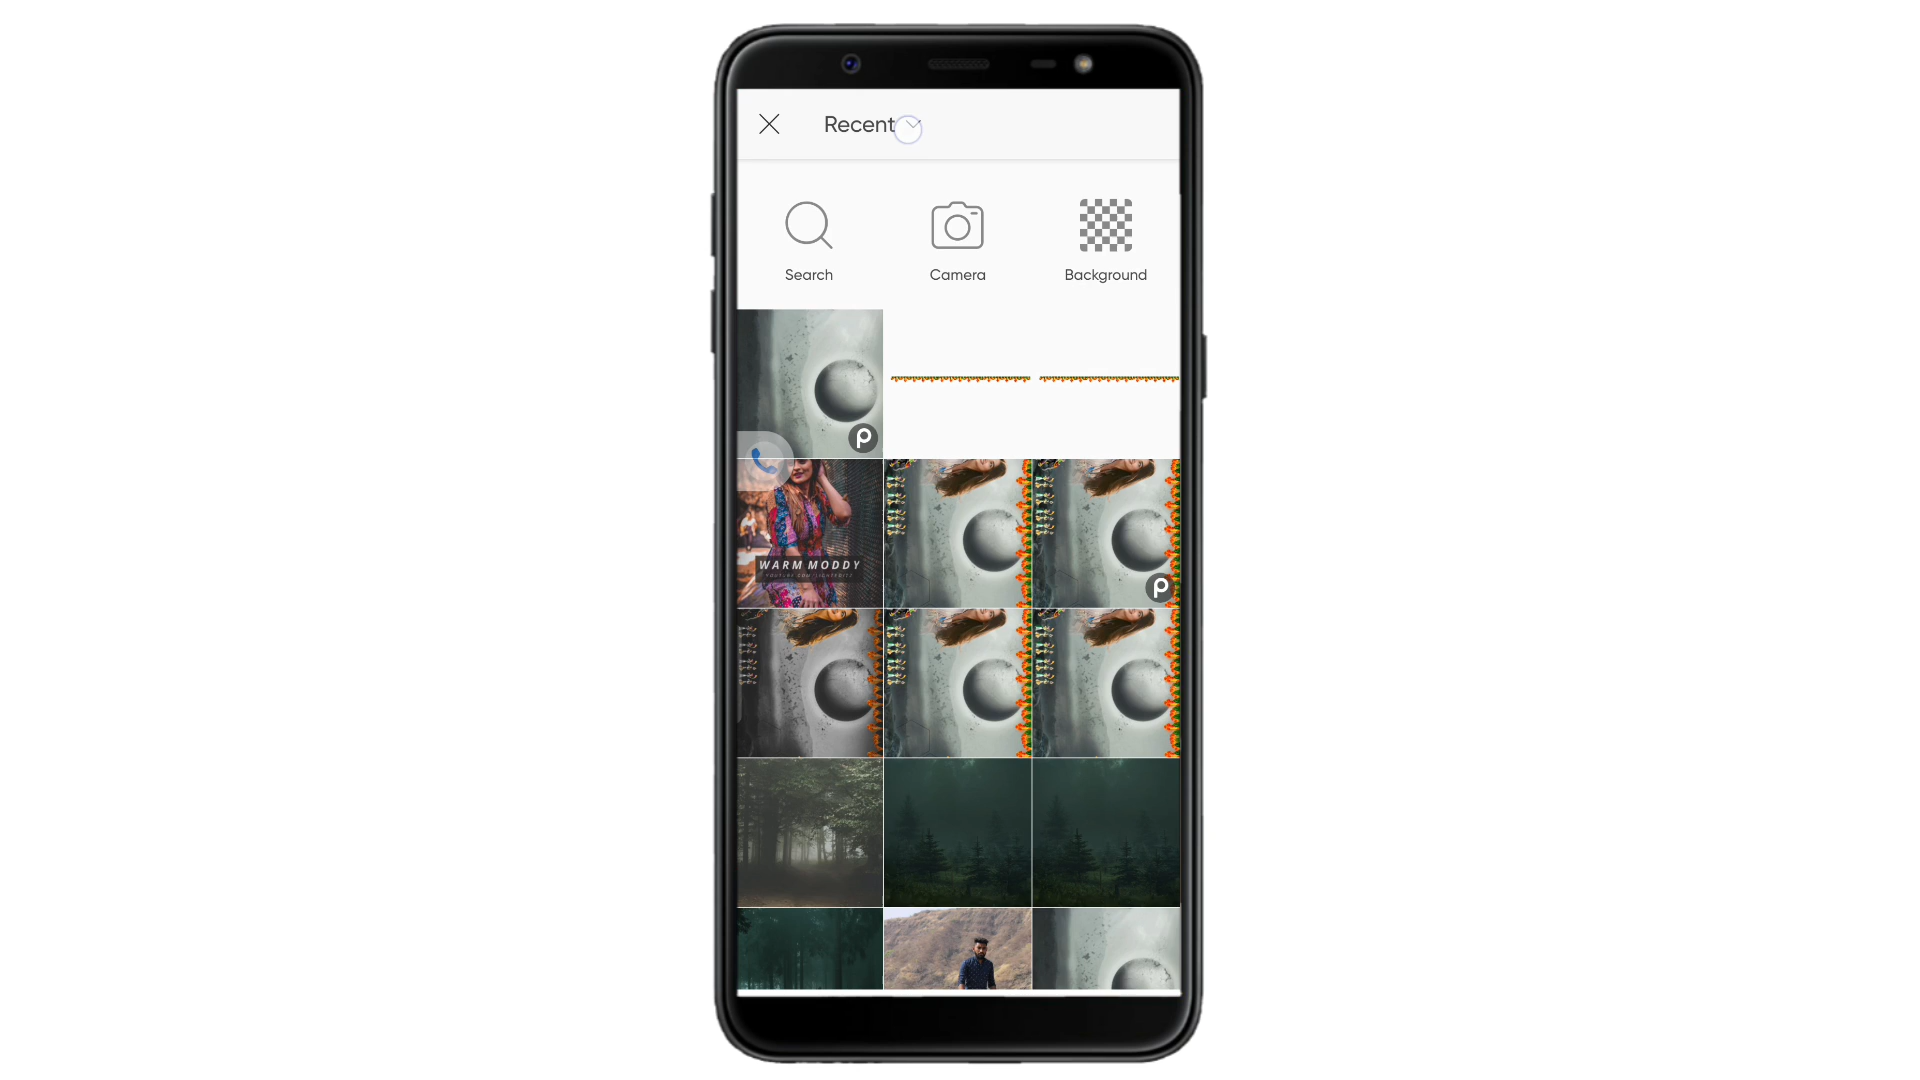 Recent
Search
Camera
Background
WARM MODDY